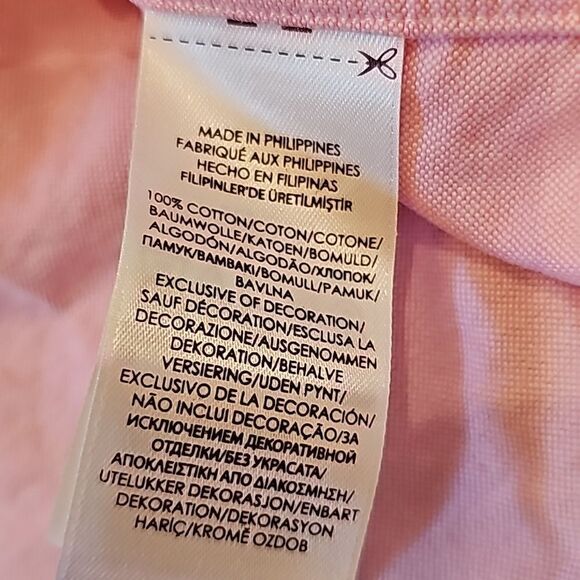 MADE IN PHILIPPINES
FABRIQUÉ AUX PHILIPPINES
HECHO EN FILIPINAS
FİLİPİNLER'DE ÜRETİLMİŞTİR
100% COTTON/COTON/COTONE/
BAUMWOLLE/KATOEN/BOMULD/
ALGODÓN/ALGODÃO/ХЛОПОК/
ПАМУК/ΒΑΜΒΑΚΙ/BOMULL/PAMUK/
BAVLNA
EXCLUSIVE OF DECORATION/
SAUF DÉCORATION/ESCLUSA LA
DECORAZIONE/AUSGENOMMEN
DEKORATION/BEHALVE
VERSIERING/UDEN PYNT/
EXCLUSIVO DE LA DECORACIÓN/
NÃO INCLUI DECORAÇÃO/ЗА
ИСКЛЮЧЕНИЕМ ДЕКОРАТИВНОЙ
ОТДЕЛКИ/БЕЗ УКРАСАТА/
ΑΠΟΚΛΕΙΣΤΙΚΗ ΑΠΟ ΔΙΑΚΟΣΜΗΣΗ/
UTELUKKER DEKORASJON/ENBART
DEKORATION/DEKORASYON
HARİÇ/KROMĚ OZDOB